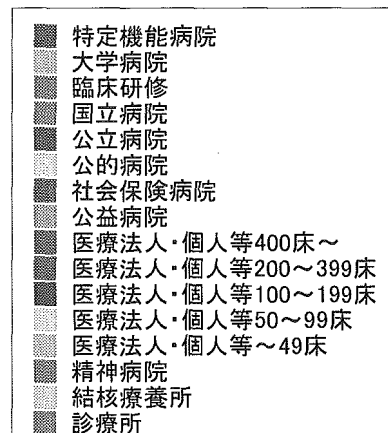 特定機能病院
大学病院
臨床研修
国立病院
公立病院
公的病院
社会保険病院
公益病院
医療法人・個人等400床～
医療法人・個人等200～399床
医療法人・個人等100～199床
医療法人・個人等50～99床
医療法人・個人等～49床
精神病院
結核療養所
診療所